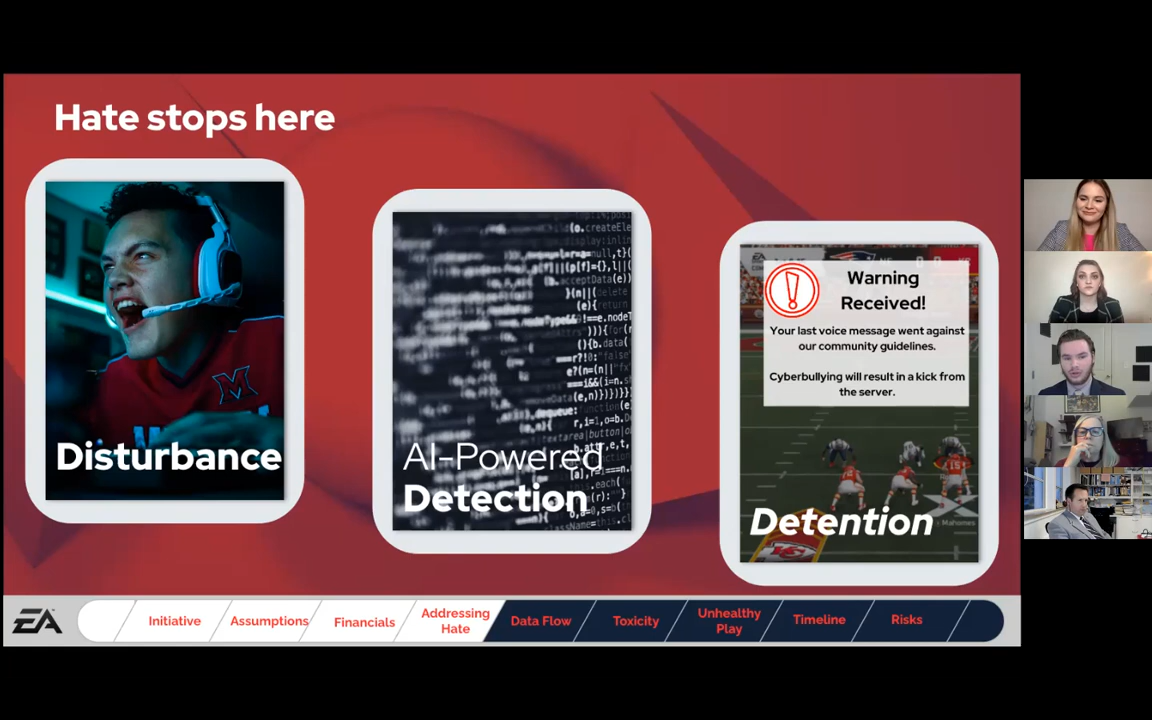 Hate stops here
Disturbance
AI-Powered
Detection
Warning
Received!
Your last voice message went against
our community guidelines.
Cyberbullying will result in a kick from
the server.
Mahomes
Detention
EA
Initiative
Assumptions
Financials
Addressing
Hate
Data Flow
Toxicity
Unhealthy
Play
Timeline
Risks